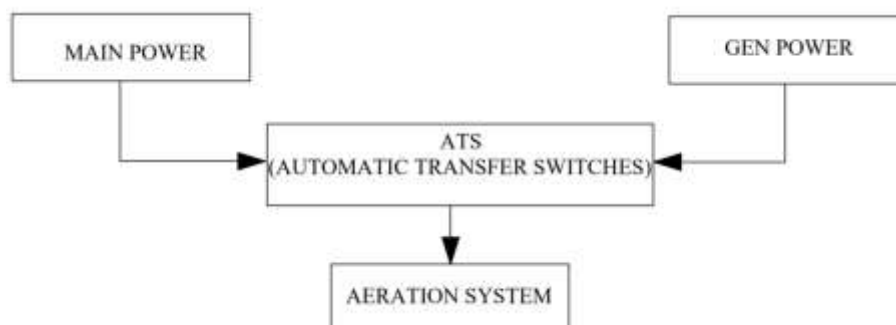 MAIN POWER
GEN POWER
ATS
(AUTOMATIC TRANSFER SWITCHES)
AERATION SYSTEM